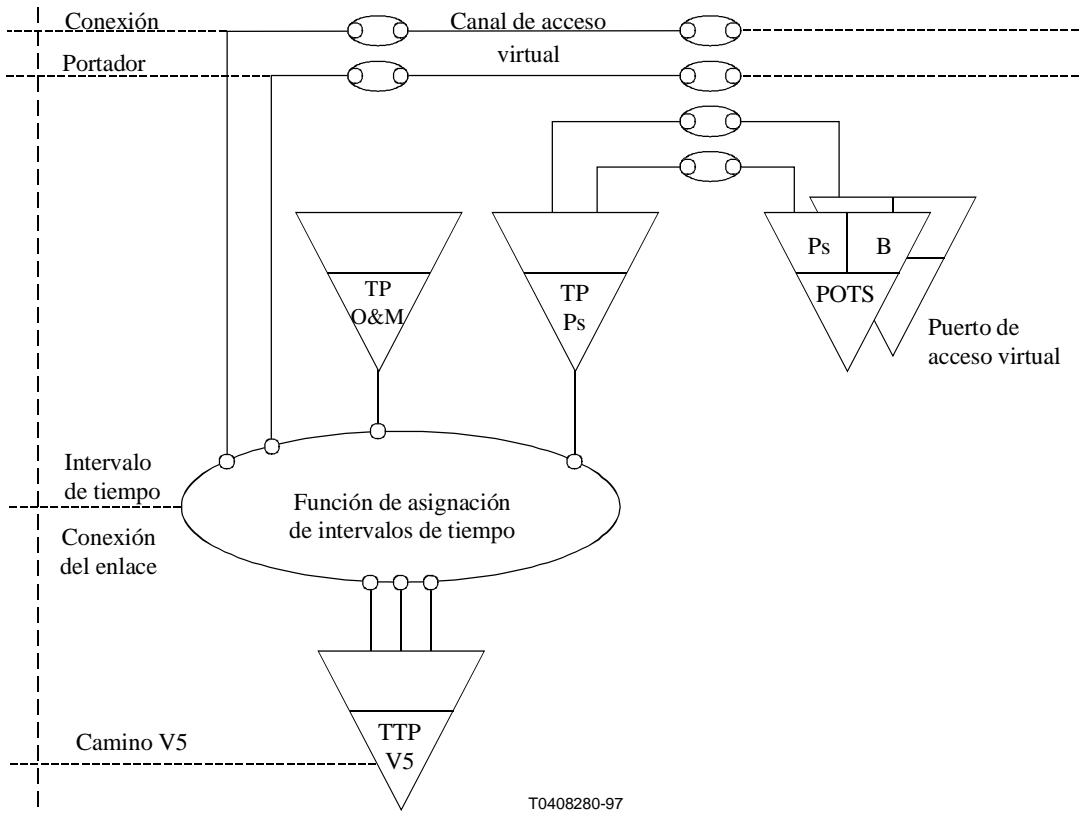 Conexión
Canal de acceso
virtual
Portador
Ps
B
POTS
TP
O&M
TP
Ps
Puerto de
acceso virtual
Intervalo
de tiempo
Función de asignación
de intervalos de tiempo
Conexión
del enlace
Camino V5
TTP
V5
T0408280-97